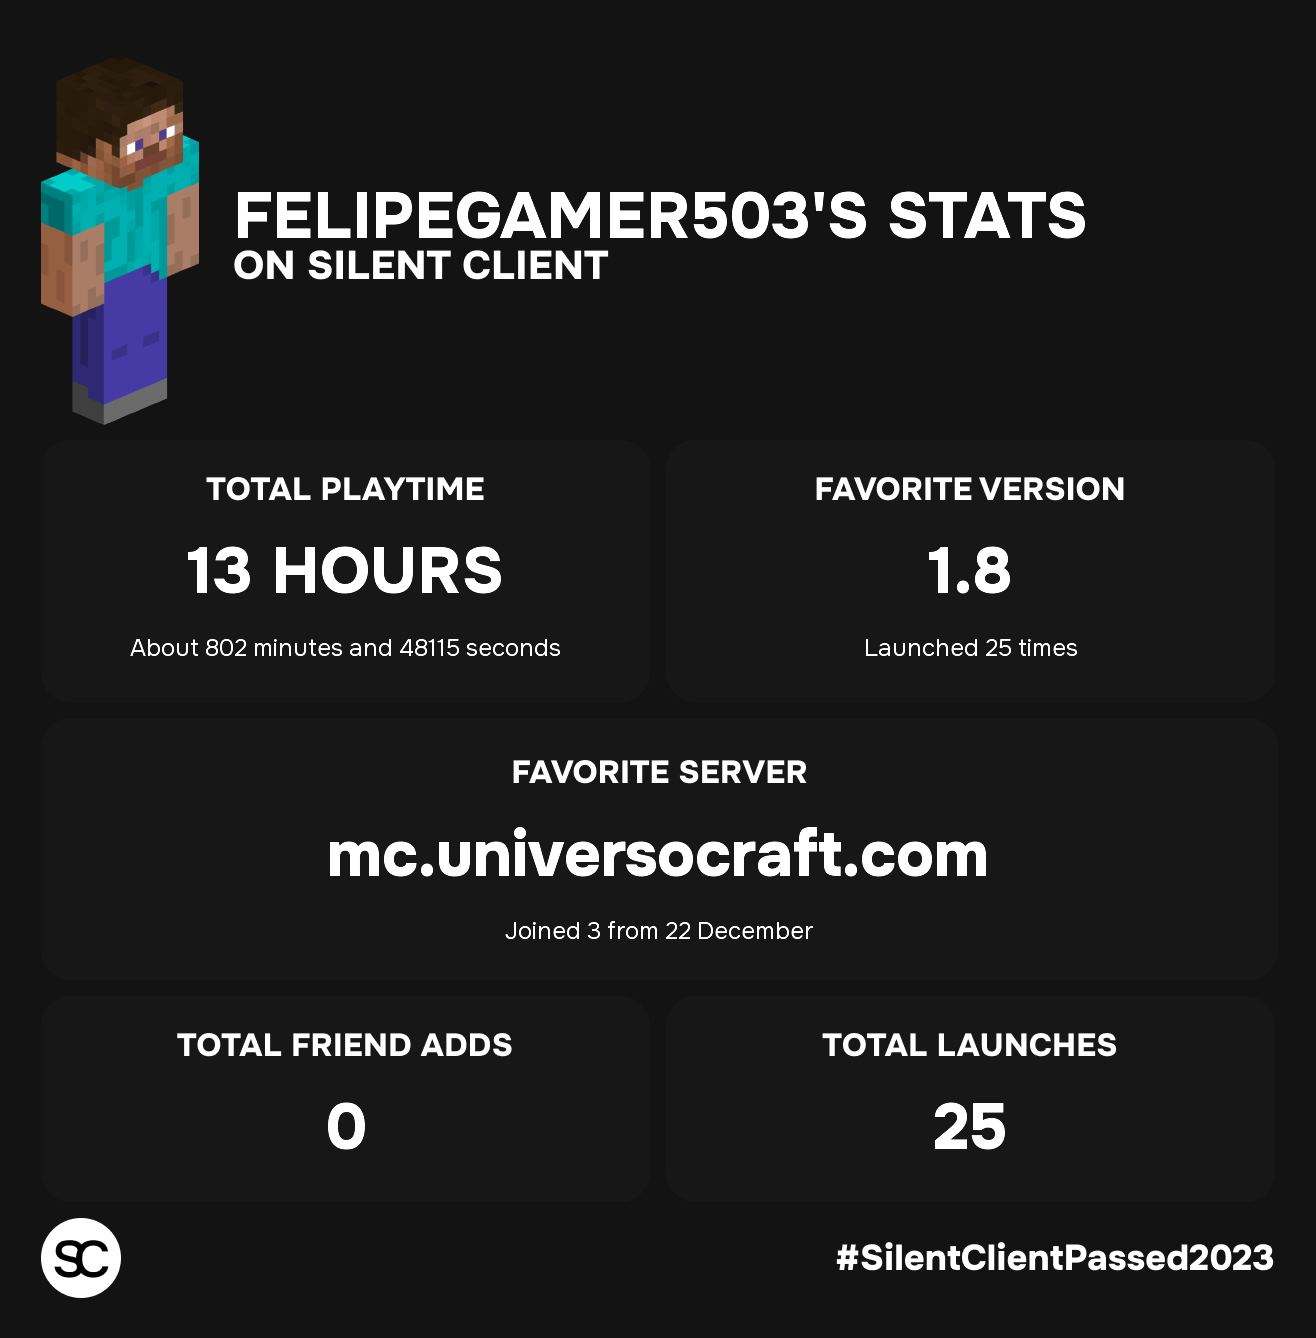 FELIPEGAMER503'S STATS
ON SILENT CLIENT
TOTAL PLAYTIME
13 HOURS
About 802 minutes and 48115 seconds
FAVORITE VERSION
1.8
Launched 25 times
FAVORITE SERVER
mc.universocraft.com
Joined 3 from 22 December
TOTAL FRIEND ADDS
0
TOTAL LAUNCHES
25
SC
#SilentClientPassed2023